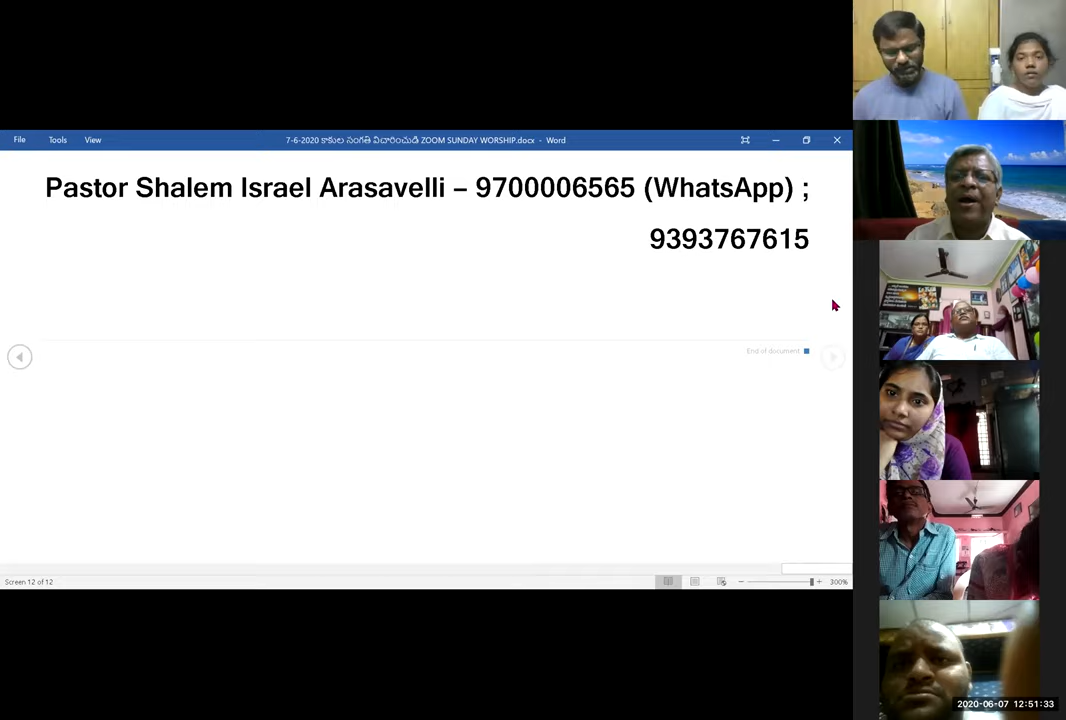 File Tools View 7-6-2020 కాకుల సంగతి విచారించుడి ZOOM SUNDAY WORSHIP.docx - Word
Pastor Shalem Israel Arasavelli – 9700006565 (WhatsApp) ;
9393767615
End of document
Screen 12 of 12 300%
2020-06-07 12:51:33